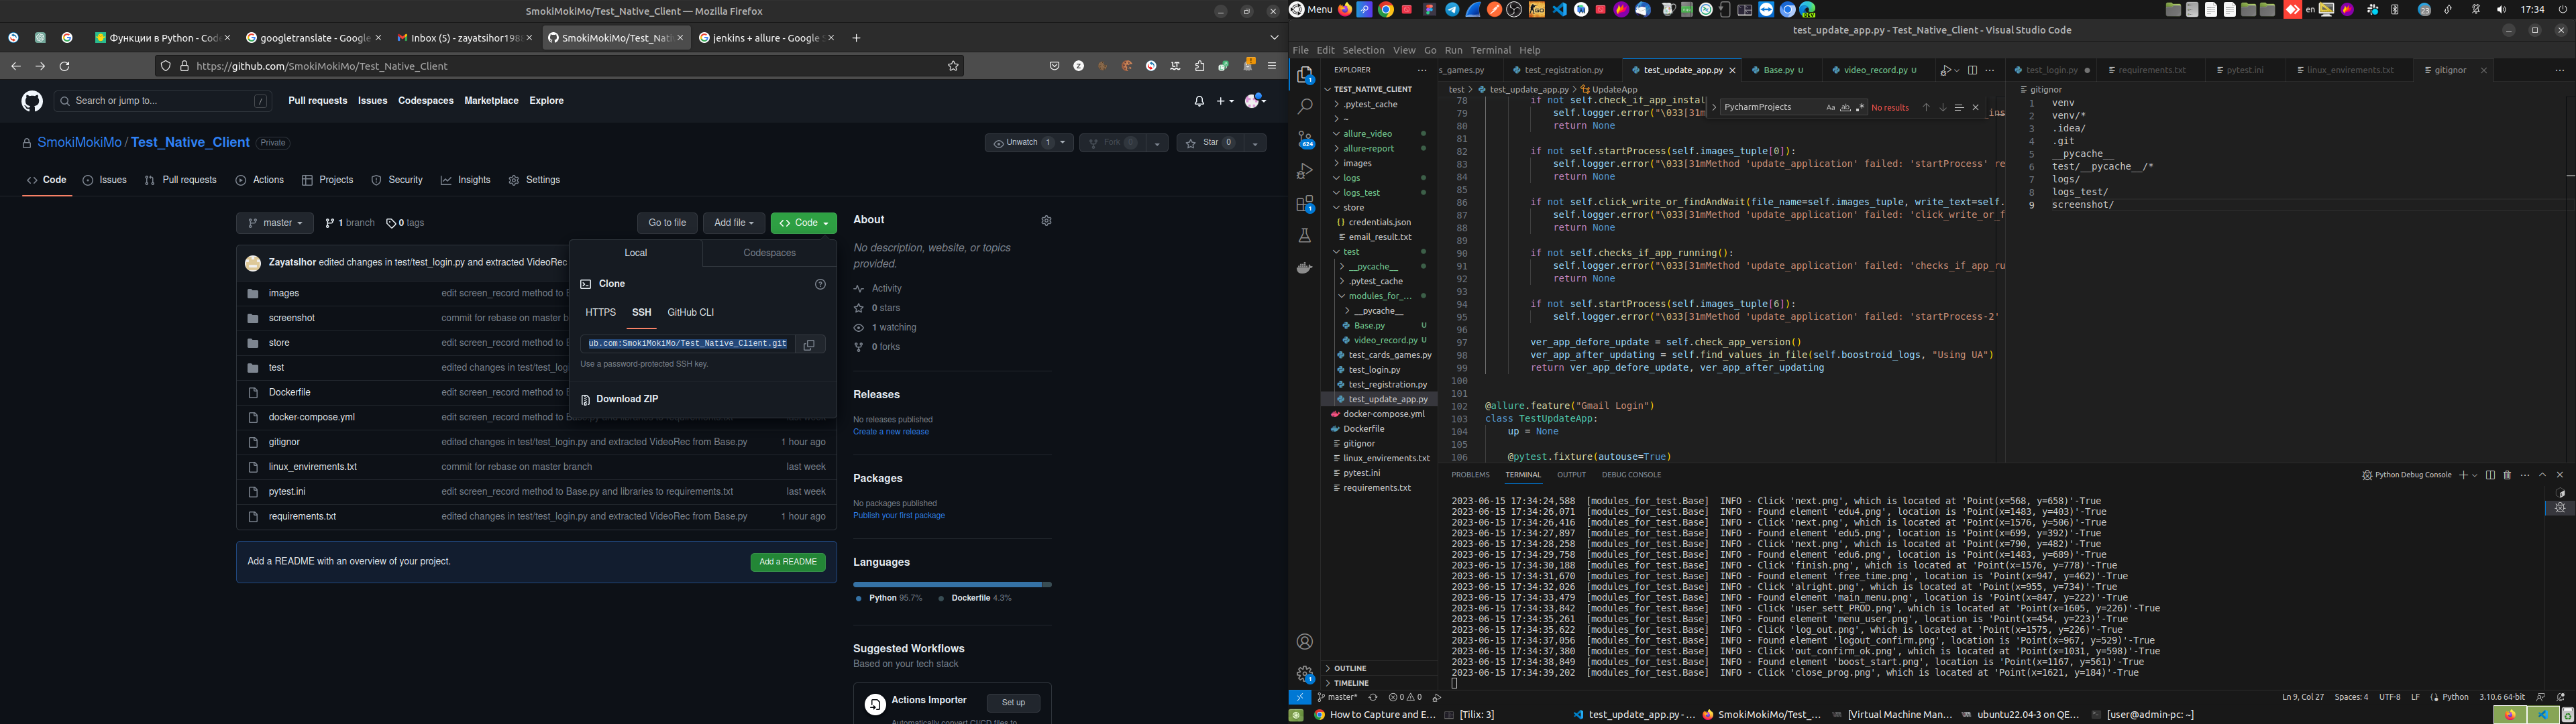 SmokiMokiMo/Test_Native_Client — Mozilla Firefox
Функции в Python - Cod
googletranslate - Google
Inbox (5) - zayatsihor198
SmokiMokiMo/Test_Nativ
jenkins + allure - Google S
https://github.com/SmokiMokiMo/Test_Native_Client
Search or jump to...
/
Pull requests
Issues
Codespaces
Marketplace
Explore
SmokiMokiMo / Test_Native_Client
Private
Unwatch 1
Fork 0
Star 0
Code
Issues
Pull requests
Actions
Projects
Security
Insights
Settings
master
1 branch
0 tags
Go to file
Add file
Code
ZayatsIhor edited changes in test/test_login.py and extracted VideoRec
images
edit screen_record method to B
screenshot
commit for rebase on master b
store
edit screen_record method to B
test
edited changes in test/test_log
Dockerfile
edit screen_record method to B
docker-compose.yml
edit screen_record method to B
last week
gitignor
edited changes in test/test_login.py and extracted VideoRec from Base.py
1 hour ago
linux_envirements.txt
commit for rebase on master branch
last week
pytest.ini
edit screen_record method to Base.py and libraries to requirements.txt
last week
requirements.txt
edited changes in test/test_login.py and extracted VideoRec from Base.py
1 hour ago
Local
Codespaces
Clone
HTTPS
SSH
GitHub CLI
ub.com:SmokiMokiMo/Test_Native_Client.git
Use a password-protected SSH key.
Download ZIP
Add a README with an overview of your project.
Add a README
About
No description, website, or topics
provided.
Activity
0 stars
1 watching
0 forks
Releases
No releases published
Create a new release
Packages
No packages published
Publish your first package
Languages
Python 95.7%
Dockerfile 4.3%
Suggested Workflows
Based on your tech stack
Actions Importer
Set up
Automatically convert CI/CD files to
Menu
en
23
17:34
test_update_app.py - Test_Native_Client - Visual Studio Code
File Edit Selection View Go Run Terminal Help
EXPLORER
TEST_NATIVE_CLIENT
.pytest_cache
~
allure_video
allure-report
images
logs
logs_test
store
credentials.json
email_result.txt
test
__pycache__
.pytest_cache
modules_for_...
__pycache__
Base.py U
video_record.py U
test_cards_games.py
test_login.py
test_registration.py
test_update_app.py
docker-compose.yml
Dockerfile
gitignor
linux_envirements.txt
pytest.ini
requirements.txt
OUTLINE
TIMELINE
624
s_games.py
test_registration.py
test_update_app.py
Base.py U
video_record.py U
test > test_update_app.py > UpdateApp
PycharmProjects
No results
78 if not self.check_if_app_instal
79 self.logger.error("\033[31mMethod 'update_application' failed:
80 return None
81
82 if not self.startProcess(self.images_tuple[0]):
83 self.logger.error("\033[31mMethod 'update_application' failed: 'startProcess' re
84 return None
85
86 if not self.click_write_or_findAndWait(file_name=self.images_tuple, write_text=self.
87 self.logger.error("\033[31mMethod 'update_application' failed: 'click_write_or_f
88 return None
89
90 if not self.checks_if_app_running():
91 self.logger.error("\033[31mMethod 'update_application' failed: 'checks_if_app_ru
92 return None
93
94 if not self.startProcess(self.images_tuple[6]):
95 self.logger.error("\033[31mMethod 'update_application' failed: 'startProcess-2'
96
97 ver_app_defore_update = self.check_app_version()
98 ver_app_after_updating = self.find_values_in_file(self.boostroid_logs, "Using UA")
99 return ver_app_defore_update, ver_app_after_updating
100
101
102 @allure.feature("Gmail Login")
103 class TestUpdateApp:
104 up = None
105
106 @pytest.fixture(autouse=True)
test_login.py
requirements.txt
pytest.ini
linux_envirements.txt
gitignor
gitignor
1 venv
2 venv/*
3 .idea/
4 .git
5 __pycache__
6 test/__pycache__/*
7 logs/
8 logs_test/
9 screenshot/
PROBLEMS TERMINAL OUTPUT DEBUG CONSOLE
Python Debug Console
2023-06-15 17:34:24,588 [modules_for_test.Base] INFO - Click 'next.png', which is located at 'Point(x=568, y=658)'-True
2023-06-15 17:34:26,071 [modules_for_test.Base] INFO - Found element 'edu4.png', location is 'Point(x=1483, y=403)'-True
2023-06-15 17:34:26,416 [modules_for_test.Base] INFO - Click 'next.png', which is located at 'Point(x=1576, y=506)'-True
2023-06-15 17:34:27,897 [modules_for_test.Base] INFO - Found element 'edu5.png', location is 'Point(x=699, y=392)'-True
2023-06-15 17:34:28,258 [modules_for_test.Base] INFO - Click 'next.png', which is located at 'Point(x=790, y=482)'-True
2023-06-15 17:34:29,758 [modules_for_test.Base] INFO - Found element 'edu6.png', location is 'Point(x=1483, y=689)'-True
2023-06-15 17:34:30,188 [modules_for_test.Base] INFO - Click 'finish.png', which is located at 'Point(x=1576, y=778)'-True
2023-06-15 17:34:31,670 [modules_for_test.Base] INFO - Found element 'free_time.png', location is 'Point(x=947, y=462)'-True
2023-06-15 17:34:32,026 [modules_for_test.Base] INFO - Click 'alright.png', which is located at 'Point(x=955, y=734)'-True
2023-06-15 17:34:33,479 [modules_for_test.Base] INFO - Found element 'main_menu.png', location is 'Point(x=847, y=222)'-True
2023-06-15 17:34:33,842 [modules_for_test.Base] INFO - Click 'user_sett_PROD.png', which is located at 'Point(x=1605, y=226)'-True
2023-06-15 17:34:35,261 [modules_for_test.Base] INFO - Found element 'menu_user.png', location is 'Point(x=454, y=223)'-True
2023-06-15 17:34:35,622 [modules_for_test.Base] INFO - Click 'log_out.png', which is located at 'Point(x=1575, y=226)'-True
2023-06-15 17:34:37,056 [modules_for_test.Base] INFO - Found element 'logout_confirm.png', location is 'Point(x=967, y=529)'-True
2023-06-15 17:34:37,380 [modules_for_test.Base] INFO - Click 'out_confirm_ok.png', which is located at 'Point(x=1031, y=598)'-True
2023-06-15 17:34:38,849 [modules_for_test.Base] INFO - Found element 'boost_start.png', location is 'Point(x=1167, y=561)'-True
2023-06-15 17:34:39,202 [modules_for_test.Base] INFO - Click 'close_prog.png', which is located at 'Point(x=1621, y=184)'-True
master* 0 0
Ln 9, Col 27 Spaces: 4 UTF-8 LF Python 3.10.6 64-bit
How to Capture and E...
[Tilix: 3]
test_update_app.py - ...
SmokiMokiMo/Test_...
[Virtual Machine Man...
ubuntu22.04-3 on QE...
[user@admin-pc: ~]